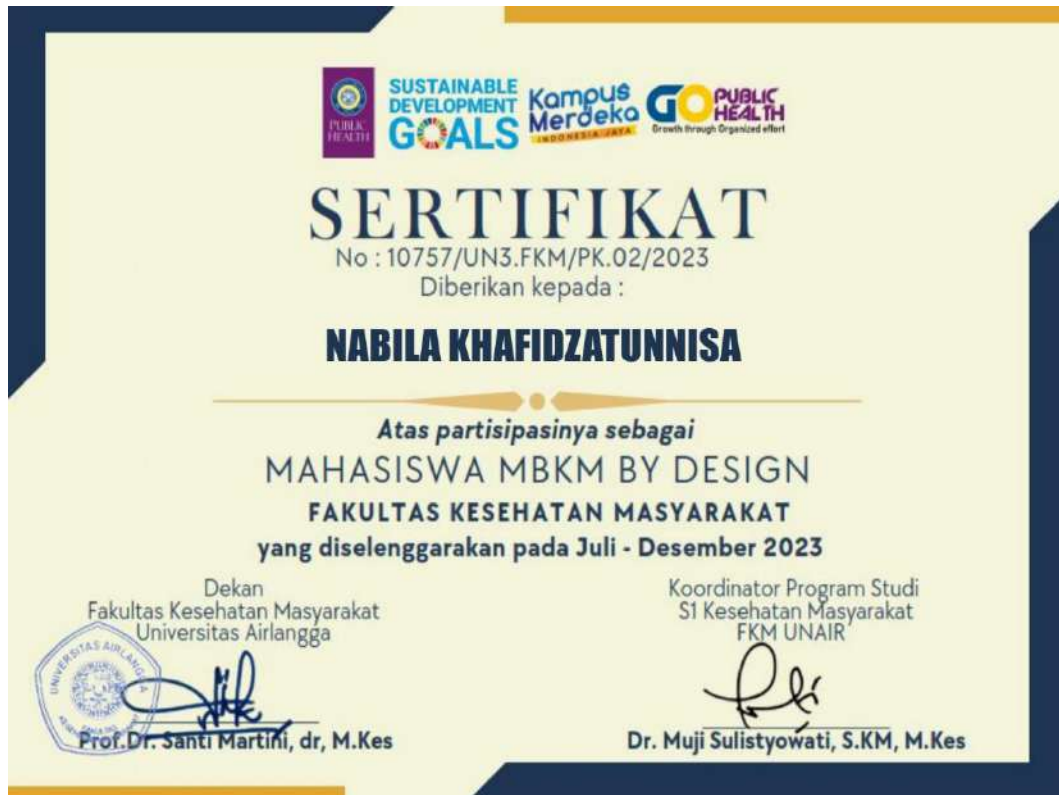 PUBLIC
HEALTH
SUSTAINABLE
DEVELOPMENT
GOALS
Kampus
Merdeka
INDONESIA JAYA
GO PUBLIC
HEALTH
Growth through Organized effort
SERTIFIKAT
No : 10757/UN3.FKM/PK.02/2023
Diberikan kepada :
NABILA KHAFIDZATUNNISA
Atas partisipasinya sebagai
MAHASISWA MBKM BY DESIGN
FAKULTAS KESEHATAN MASYARAKAT
yang diselenggarakan pada Juli - Desember 2023
Dekan
Fakultas Kesehatan Masyarakat
Universitas Airlangga
UNIVERSITAS AIRLANGGA
Prof.Dr. Santi Martini, dr, M.Kes
Koordinator Program Studi
S1 Kesehatan Masyarakat
FKM UNAIR
Dr. Muji Sulistyowati, S.KM, M.Kes